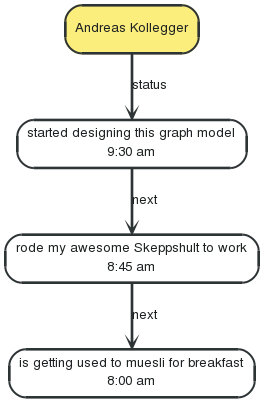 Andreas Kollegger
status
started designing this graph model
9:30 am
next
rode my awesome Skeppshult to work
8:45 am
next
is getting used to muesli for breakfast
8:00 am